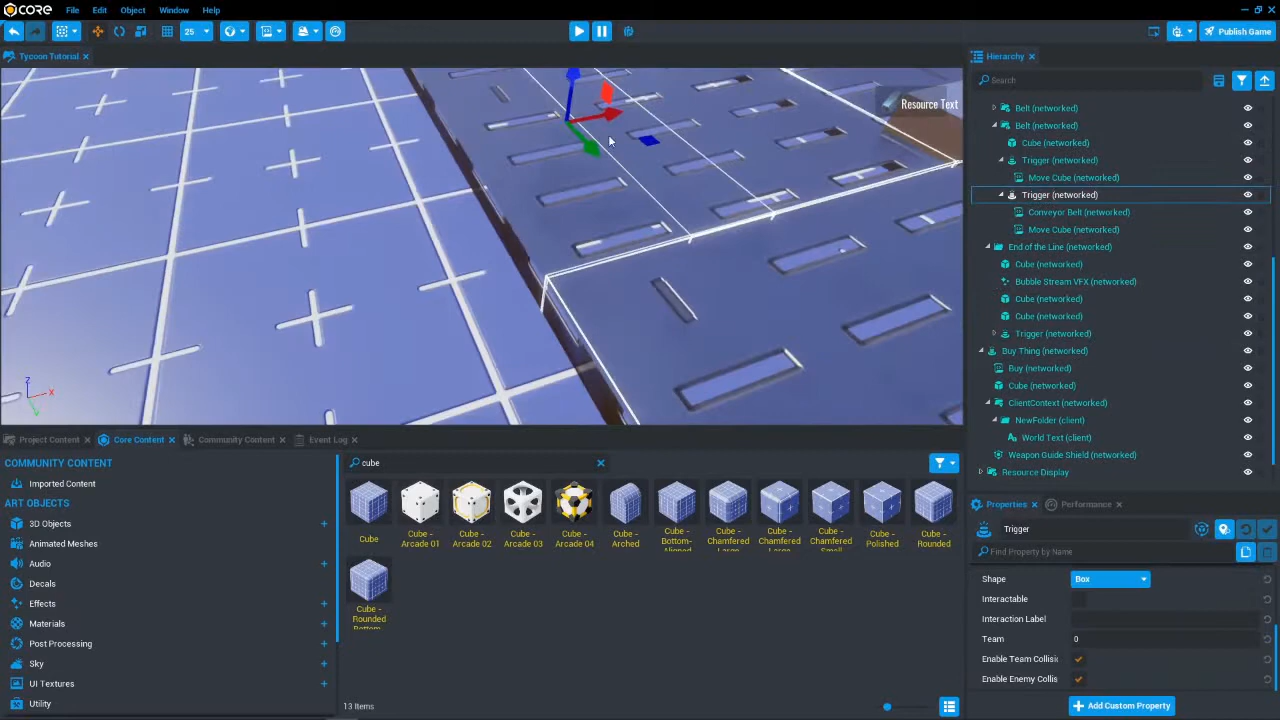 CORE File Edit Object Window Help
25 Publish Game
Tycoon Tutorial Hierarchy
Search
Resource Text
Belt (networked)
Belt (networked)
Cube (networked)
Trigger (networked)
Move Cube (networked)
Trigger (networked)
Conveyor Belt (networked)
Move Cube (networked)
End of the Line (networked)
Cube (networked)
Bubble Stream VFX (networked)
Cube (networked)
Cube (networked)
Trigger (networked)
Buy Thing (networked)
Buy (networked)
Cube (networked)
ClientContext (networked)
NewFolder (client)
World Text (client)
Weapon Guide Shield (networked)
Resource Display
Z
X
Y
Project Content Core Content Community Content Event Log
COMMUNITY CONTENT
Imported Content
ART OBJECTS
3D Objects
Animated Meshes
Audio
Decals
Effects
Materials
Post Processing
Sky
UI Textures
Utility
cube
Cube
Cube - Arcade 01
Cube - Arcade 02
Cube - Arcade 03
Cube - Arcade 04
Cube - Arched
Cube - Bottom-Aligned
Cube - Chamfered Large
Cube - Chamfered Large
Cube - Chamfered Small
Cube - Polished
Cube - Rounded
Cube - Rounded Bottom-
13 Items
Properties Performance
Trigger
Find Property by Name
Shape Box
Interactable
Interaction Label
Team 0
Enable Team Collisio
Enable Enemy Collis
Add Custom Property